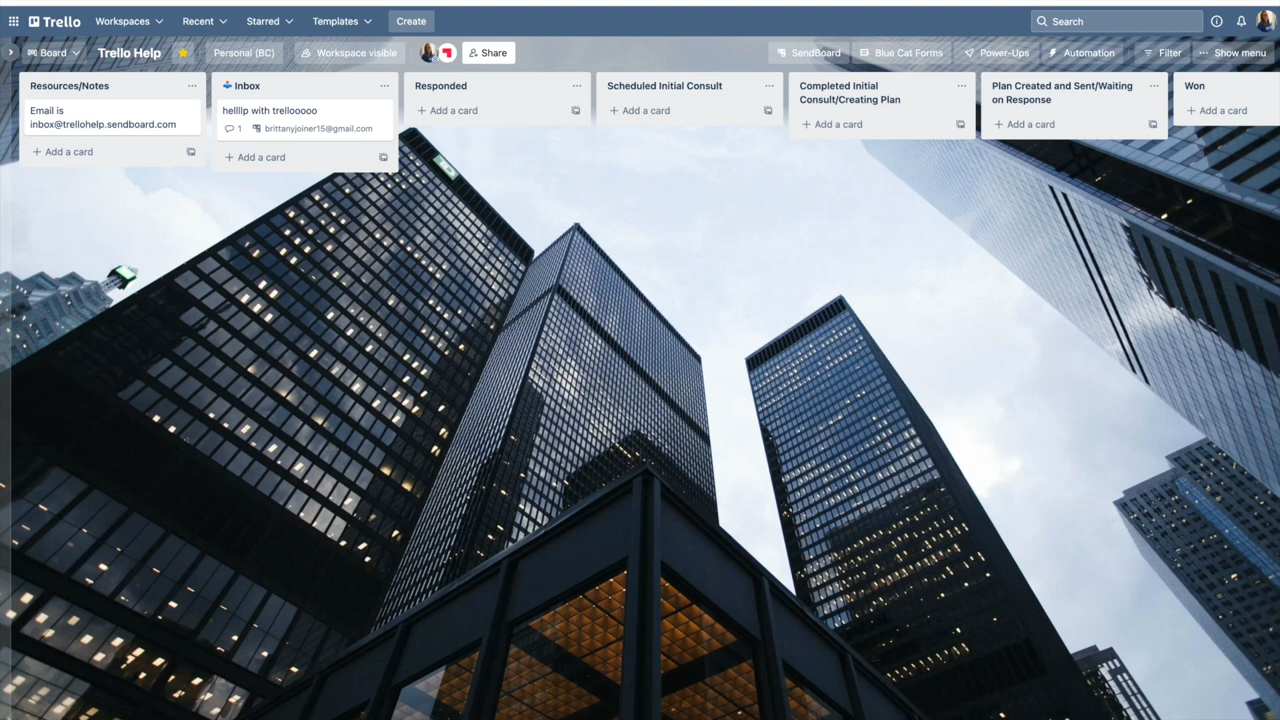 Trello Workspaces Recent Starred Templates Create Search
Board Trello Help Personal (BC) Workspace visible Share SendBoard Blue Cat Forms Power-Ups Automation Filter Show menu
Resources/Notes
Email is
inbox@trellohelp.sendboard.com
+ Add a card
Inbox
hellllp with trellooooo
1 brittanyjoiner15@gmail.com
+ Add a card
Responded
+ Add a card
Scheduled Initial Consult
+ Add a card
Completed Initial
Consult/Creating Plan
+ Add a card
Plan Created and Sent/Waiting
on Response
+ Add a card
Won
+ Add a card